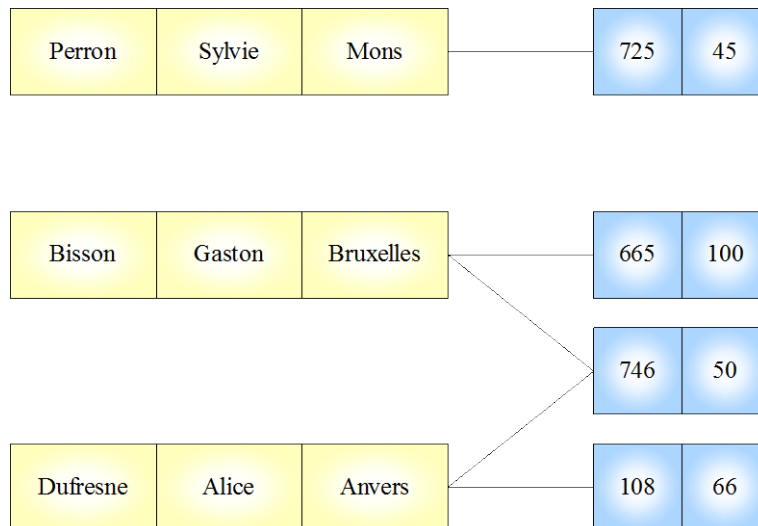 Perron Sylvie Mons 725 45
Bisson Gaston Bruxelles 665 100
746 50
Dufresne Alice Anvers 108 66